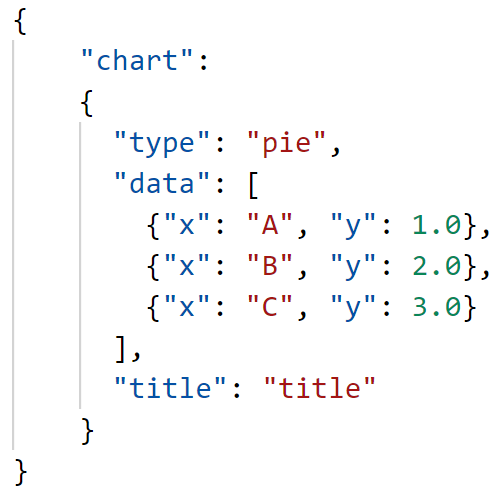 {
    "chart":
    {
      "type": "pie",
      "data": [
        {"x": "A", "y": 1.0},
        {"x": "B", "y": 2.0},
        {"x": "C", "y": 3.0}
      ],
      "title": "title"
    }
}